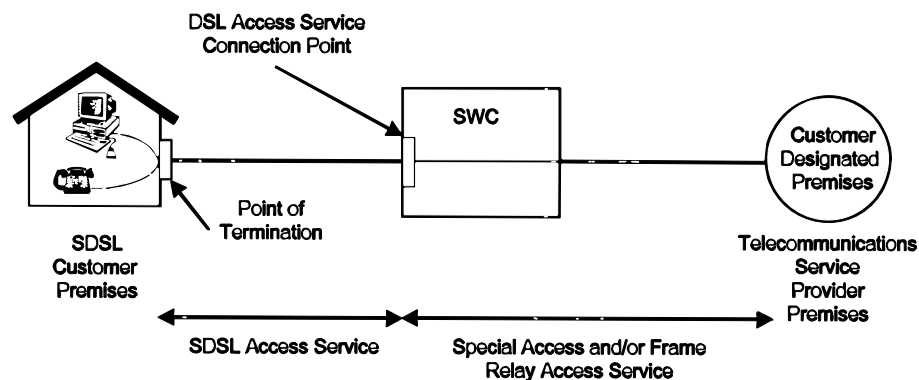 DSL Access Service
Connection Point
SWC
Customer
Designated
Premises
Point of
Termination
SDSL
Customer
Premises
Telecommunications
Service
Provider
Premises
SDSL Access Service
Special Access and/or Frame
Relay Access Service